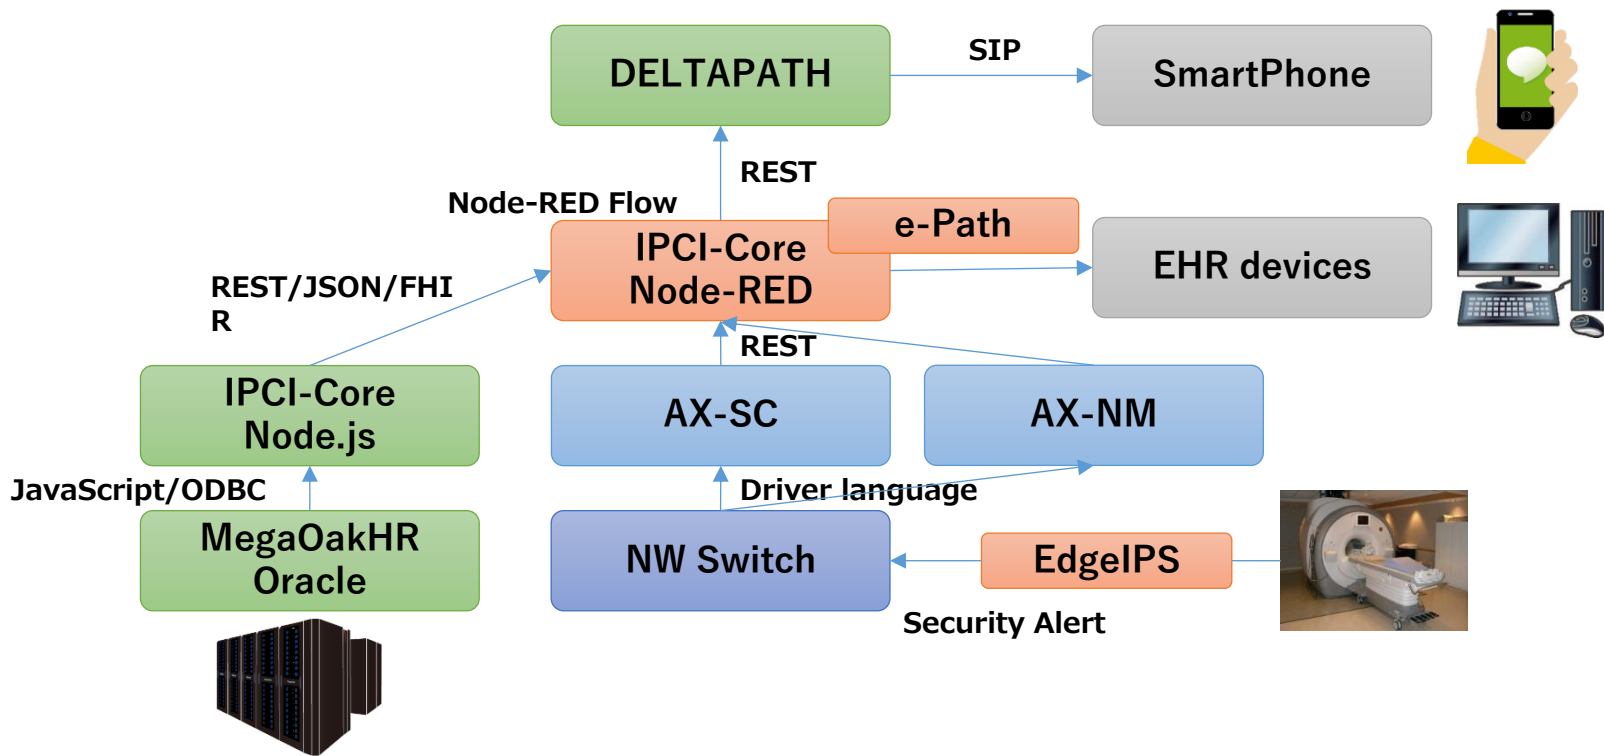 DELTAPATH
SIP
SmartPhone
REST
Node-RED Flow
e-Path
IPCI-Core
Node-RED
EHR devices
REST/JSON/FHI
R
REST
IPCI-Core
Node.js
AX-SC
AX-NM
JavaScript/ODBC
Driver language
MegaOakHR
Oracle
NW Switch
EdgeIPS
Security Alert